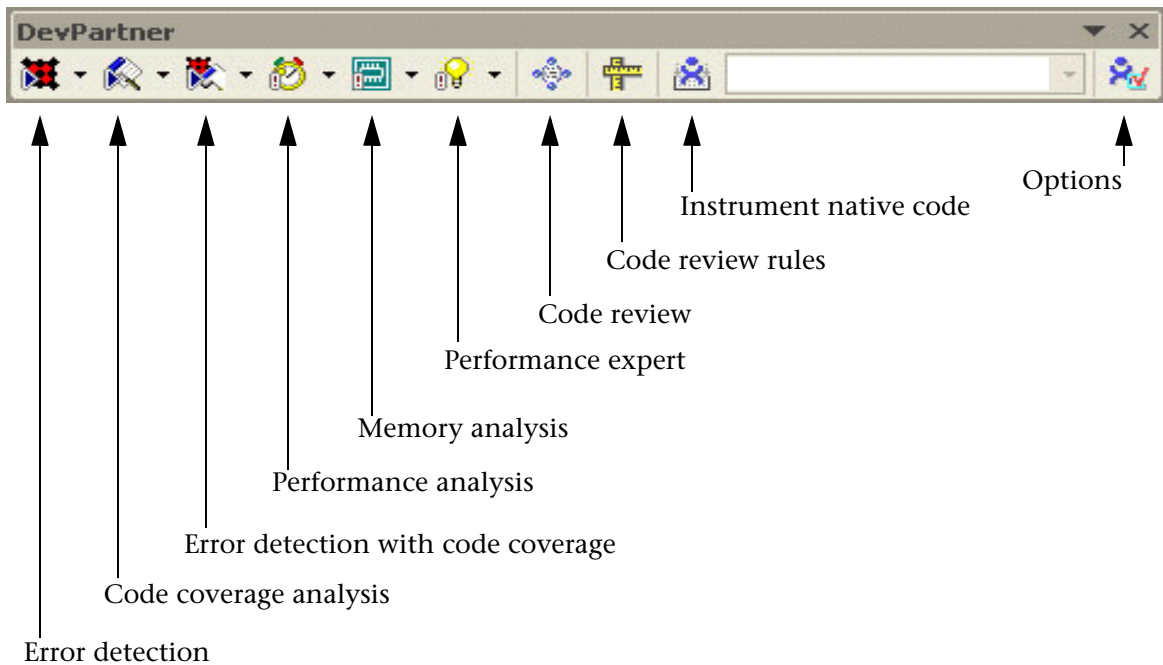 DevPartner
Options
Instrument native code
Code review rules
Code review
Performance expert
Memory analysis
Performance analysis
Error detection with code coverage
Code coverage analysis
Error detection